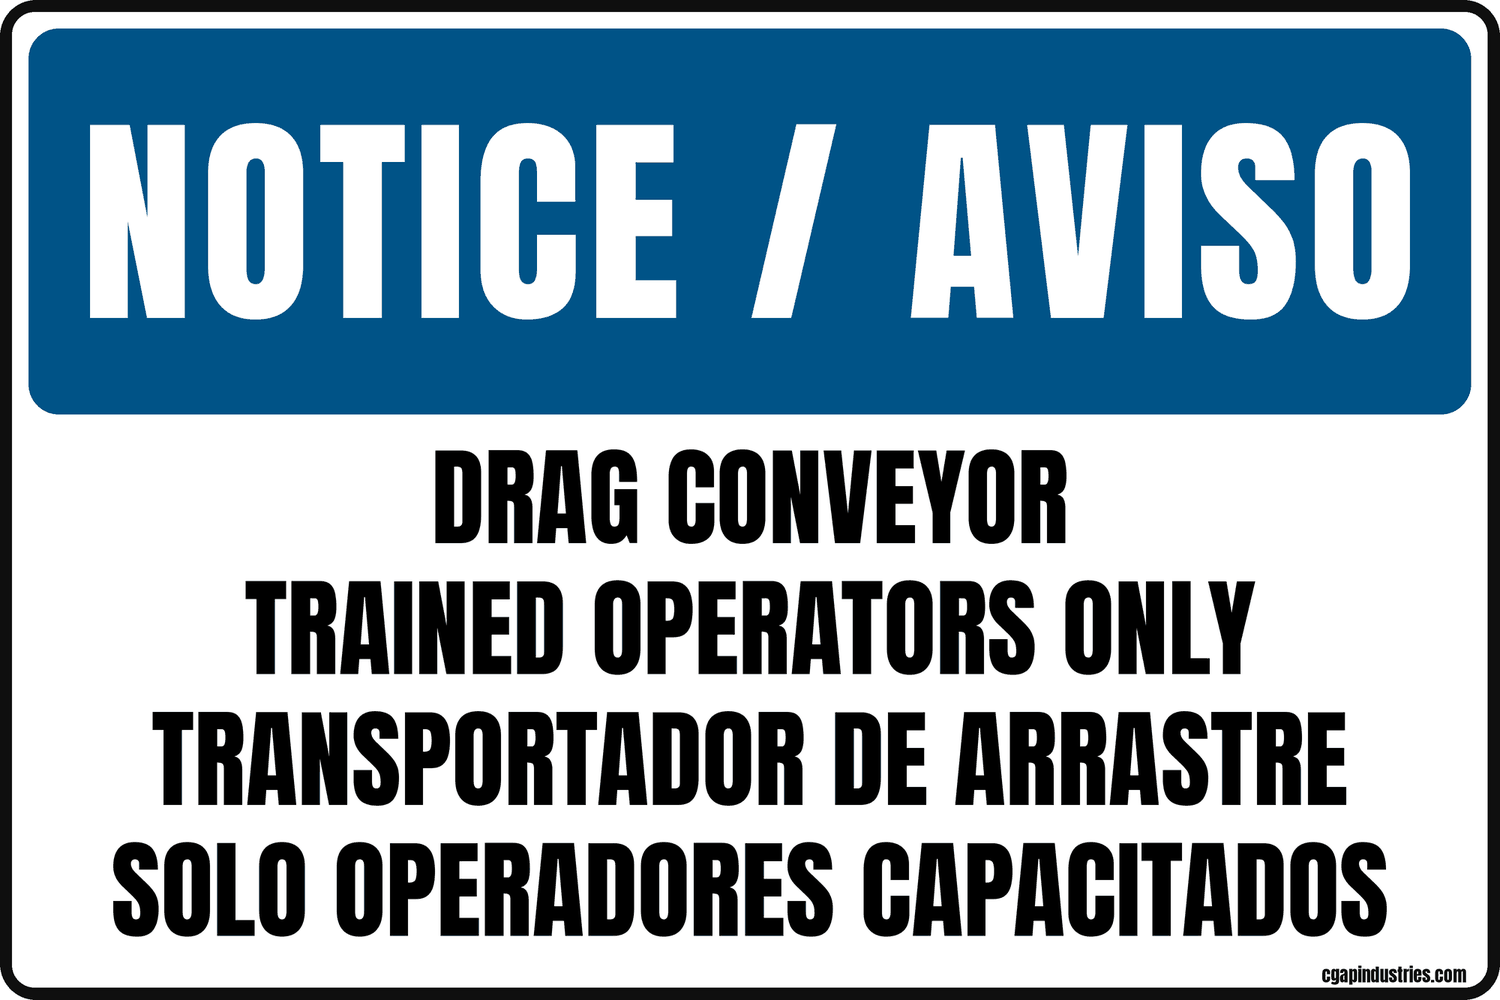 NOTICE / AVISO
DRAG CONVEYOR
TRAINED OPERATORS ONLY
TRANSPORTADOR DE ARRASTRE
SOLO OPERADORES CAPACITADOS
cgapindustries.com